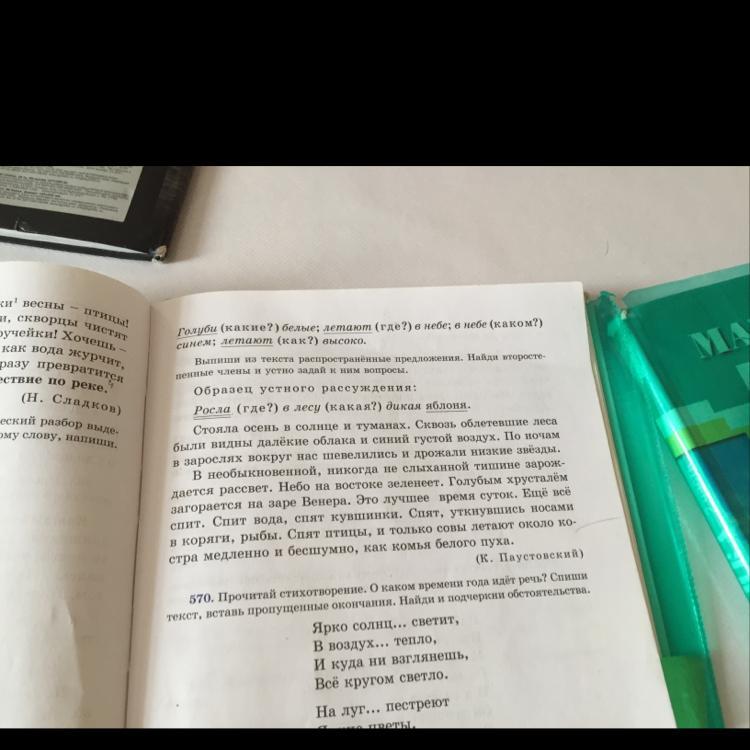 ки¹ весны – птицы!
и, скворцы чистят
ручейки! Хочешь –
как вода журчит,
разу превратится
ествие по реке."
(Н. Сладков)
еский разбор выде-
ому слову, напиши.
Голуби (какие?) белые; летают (где?) в небе; в небе (каком?)
синем; летают (как?) высоко.
Выпиши из текста распространённые предложения. Найди второсте-
пенные члены и устно задай к ним вопросы.
Образец устного рассуждения:
Росла (где?) в лесу (какая?) дикая яблоня.
Стояла осень в солнце и туманах. Сквозь облетевшие леса
были видны далёкие облака и синий густой воздух. По ночам
в зарослях вокруг нас шевелились и дрожали низкие звёзды.
В необыкновенной, никогда не слыханной тишине зарож-
дается рассвет. Небо на востоке зеленеет. Голубым хрусталём
загорается на заре Венера. Это лучшее время суток. Ещё всё
спит. Спит вода, спят кувшинки. Спят, уткнувшись носами
в коряги, рыбы. Спят птицы, и только совы летают около ко-
стра медленно и бесшумно, как комья белого пуха.
(К. Паустовский)
570. Прочитай стихотворение. О каком времени года идёт речь? Спиши
текст, вставь пропущенные окончания. Найди и подчеркни обстоятельства.
Ярко солнц... светит,
В воздух... тепло,
И куда ни взглянешь,
Всё кругом светло.
На луг... пестреют
цветы.
МА